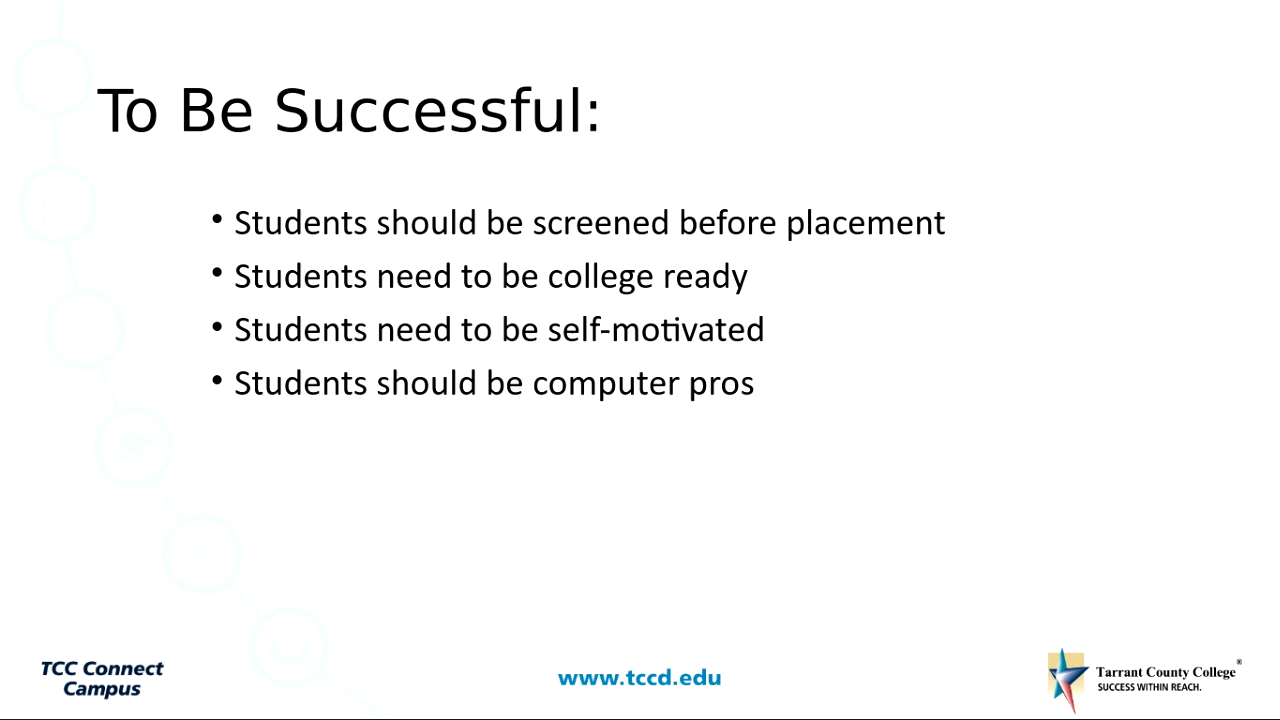 To Be Successful:
• Students should be screened before placement
• Students need to be college ready
• Students need to be self-motivated
• Students should be computer pros
TCC Connect
Campus
www.tccd.edu
Tarrant County College®
SUCCESS WITHIN REACH.